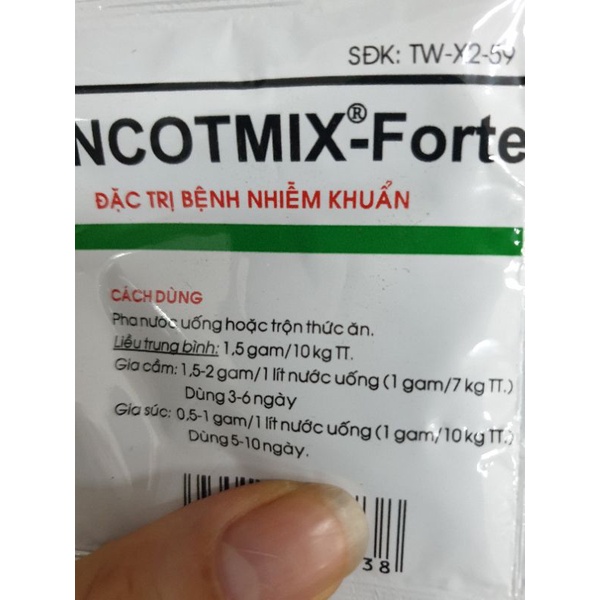 SĐK: TW-X2-59
NCOTMIX®-Forte
ĐẶC TRỊ BỆNH NHIỄM KHUẨN
CÁCH DÙNG
Pha nước uống hoặc trộn thức ăn.
Liều trung bình: 1,5 gam/10 kg TT.
Gia cầm: 1,5-2 gam/1 lít nước uống (1 gam/7 kg TT.)
Dùng 3-6 ngày
Gia súc: 0,5-1 gam/1 lít nước uống (1 gam/10 kg TT.)
Dùng 5-10 ngày.
38